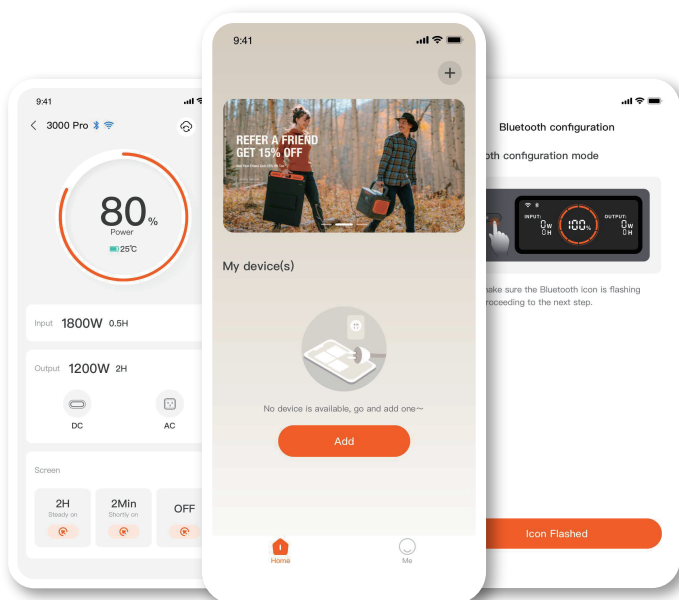 9:41
3000 Pro
80%
Power
25℃
Input 1800W 0.5H
Output 1200W 2H
DC
AC
Screen
2H
Steady on
2Min
Shortly on
OFF
9:41
REFER A FRIEND
GET 15% OFF
My device(s)
No device is available, go and add one~
Add
Home
Me
Bluetooth configuration
configuration mode
INPUT:
0W
0H
100%
OUTPUT:
0W
0H
sure the Bluetooth icon is flashing
to the next step.
Icon Flashed